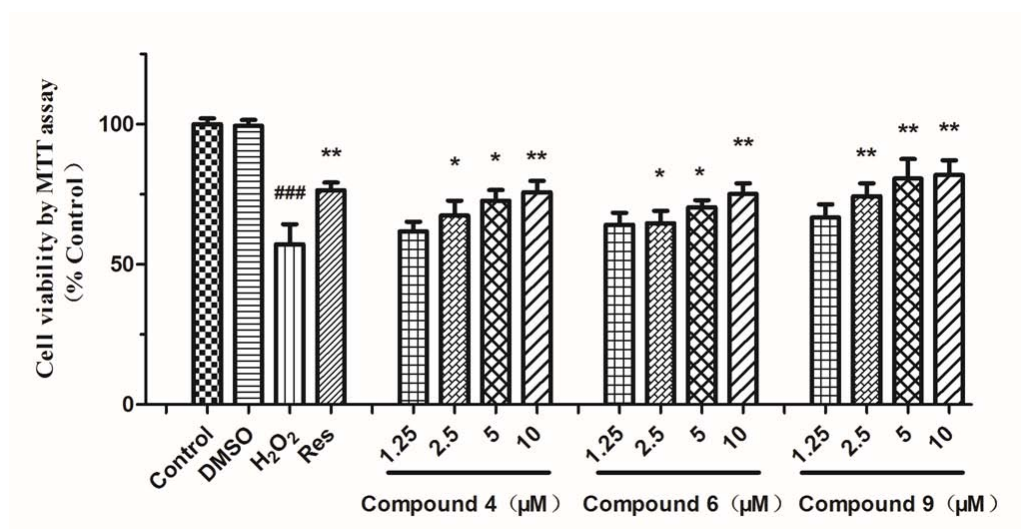 Cell viability by MTT assay
(% Control)
100
50
0
###
**
*
*
**
*
*
**
**
**
**
Control
DMSO
H₂O₂
Res
1.25
2.5
5
10
1.25
2.5
5
10
1.25
2.5
5
10
Compound 4 (μM)
Compound 6 (μM)
Compound 9 (μM)